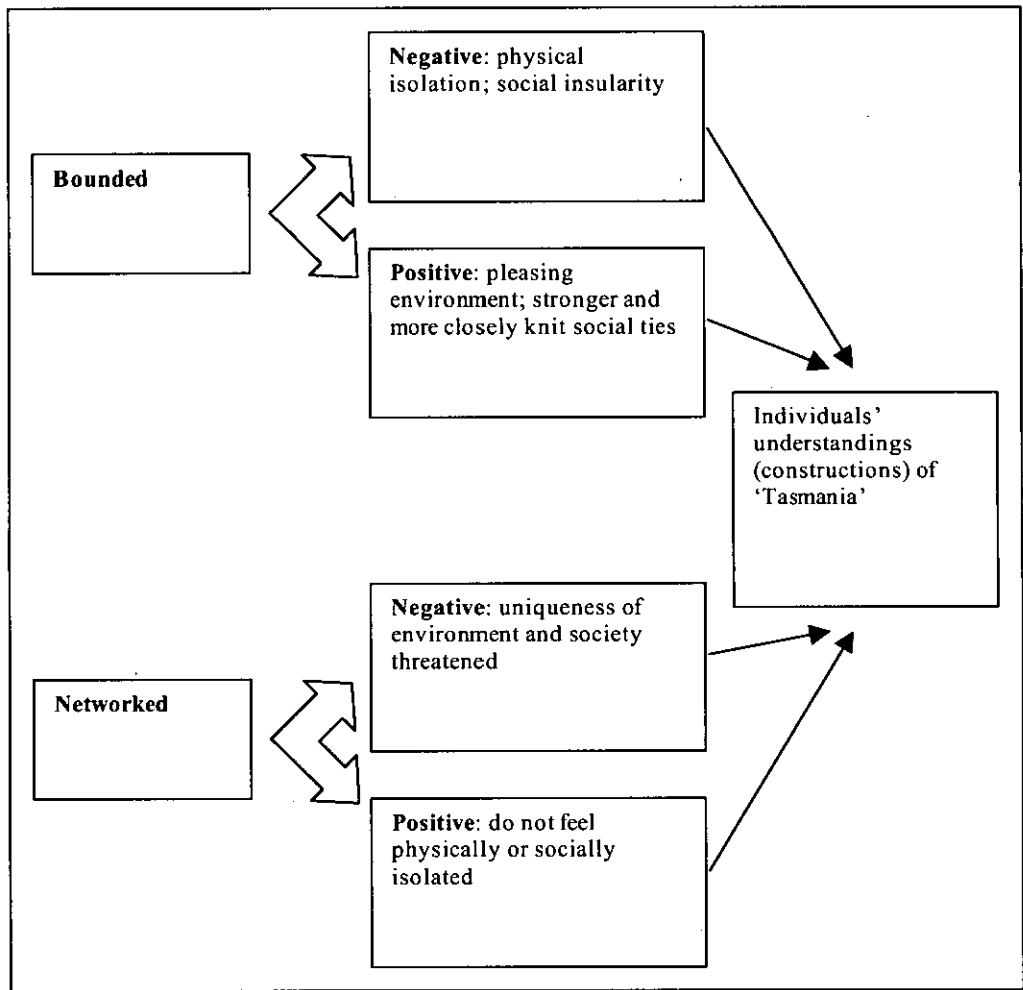 Negative: physical
isolation; social insularity
Bounded
Positive: pleasing
environment; stronger and
more closely knit social ties
Individuals’
understandings
(constructions) of
‘Tasmania’
Negative: uniqueness of
environment and society
threatened
Networked
Positive: do not feel
physically or socially
isolated